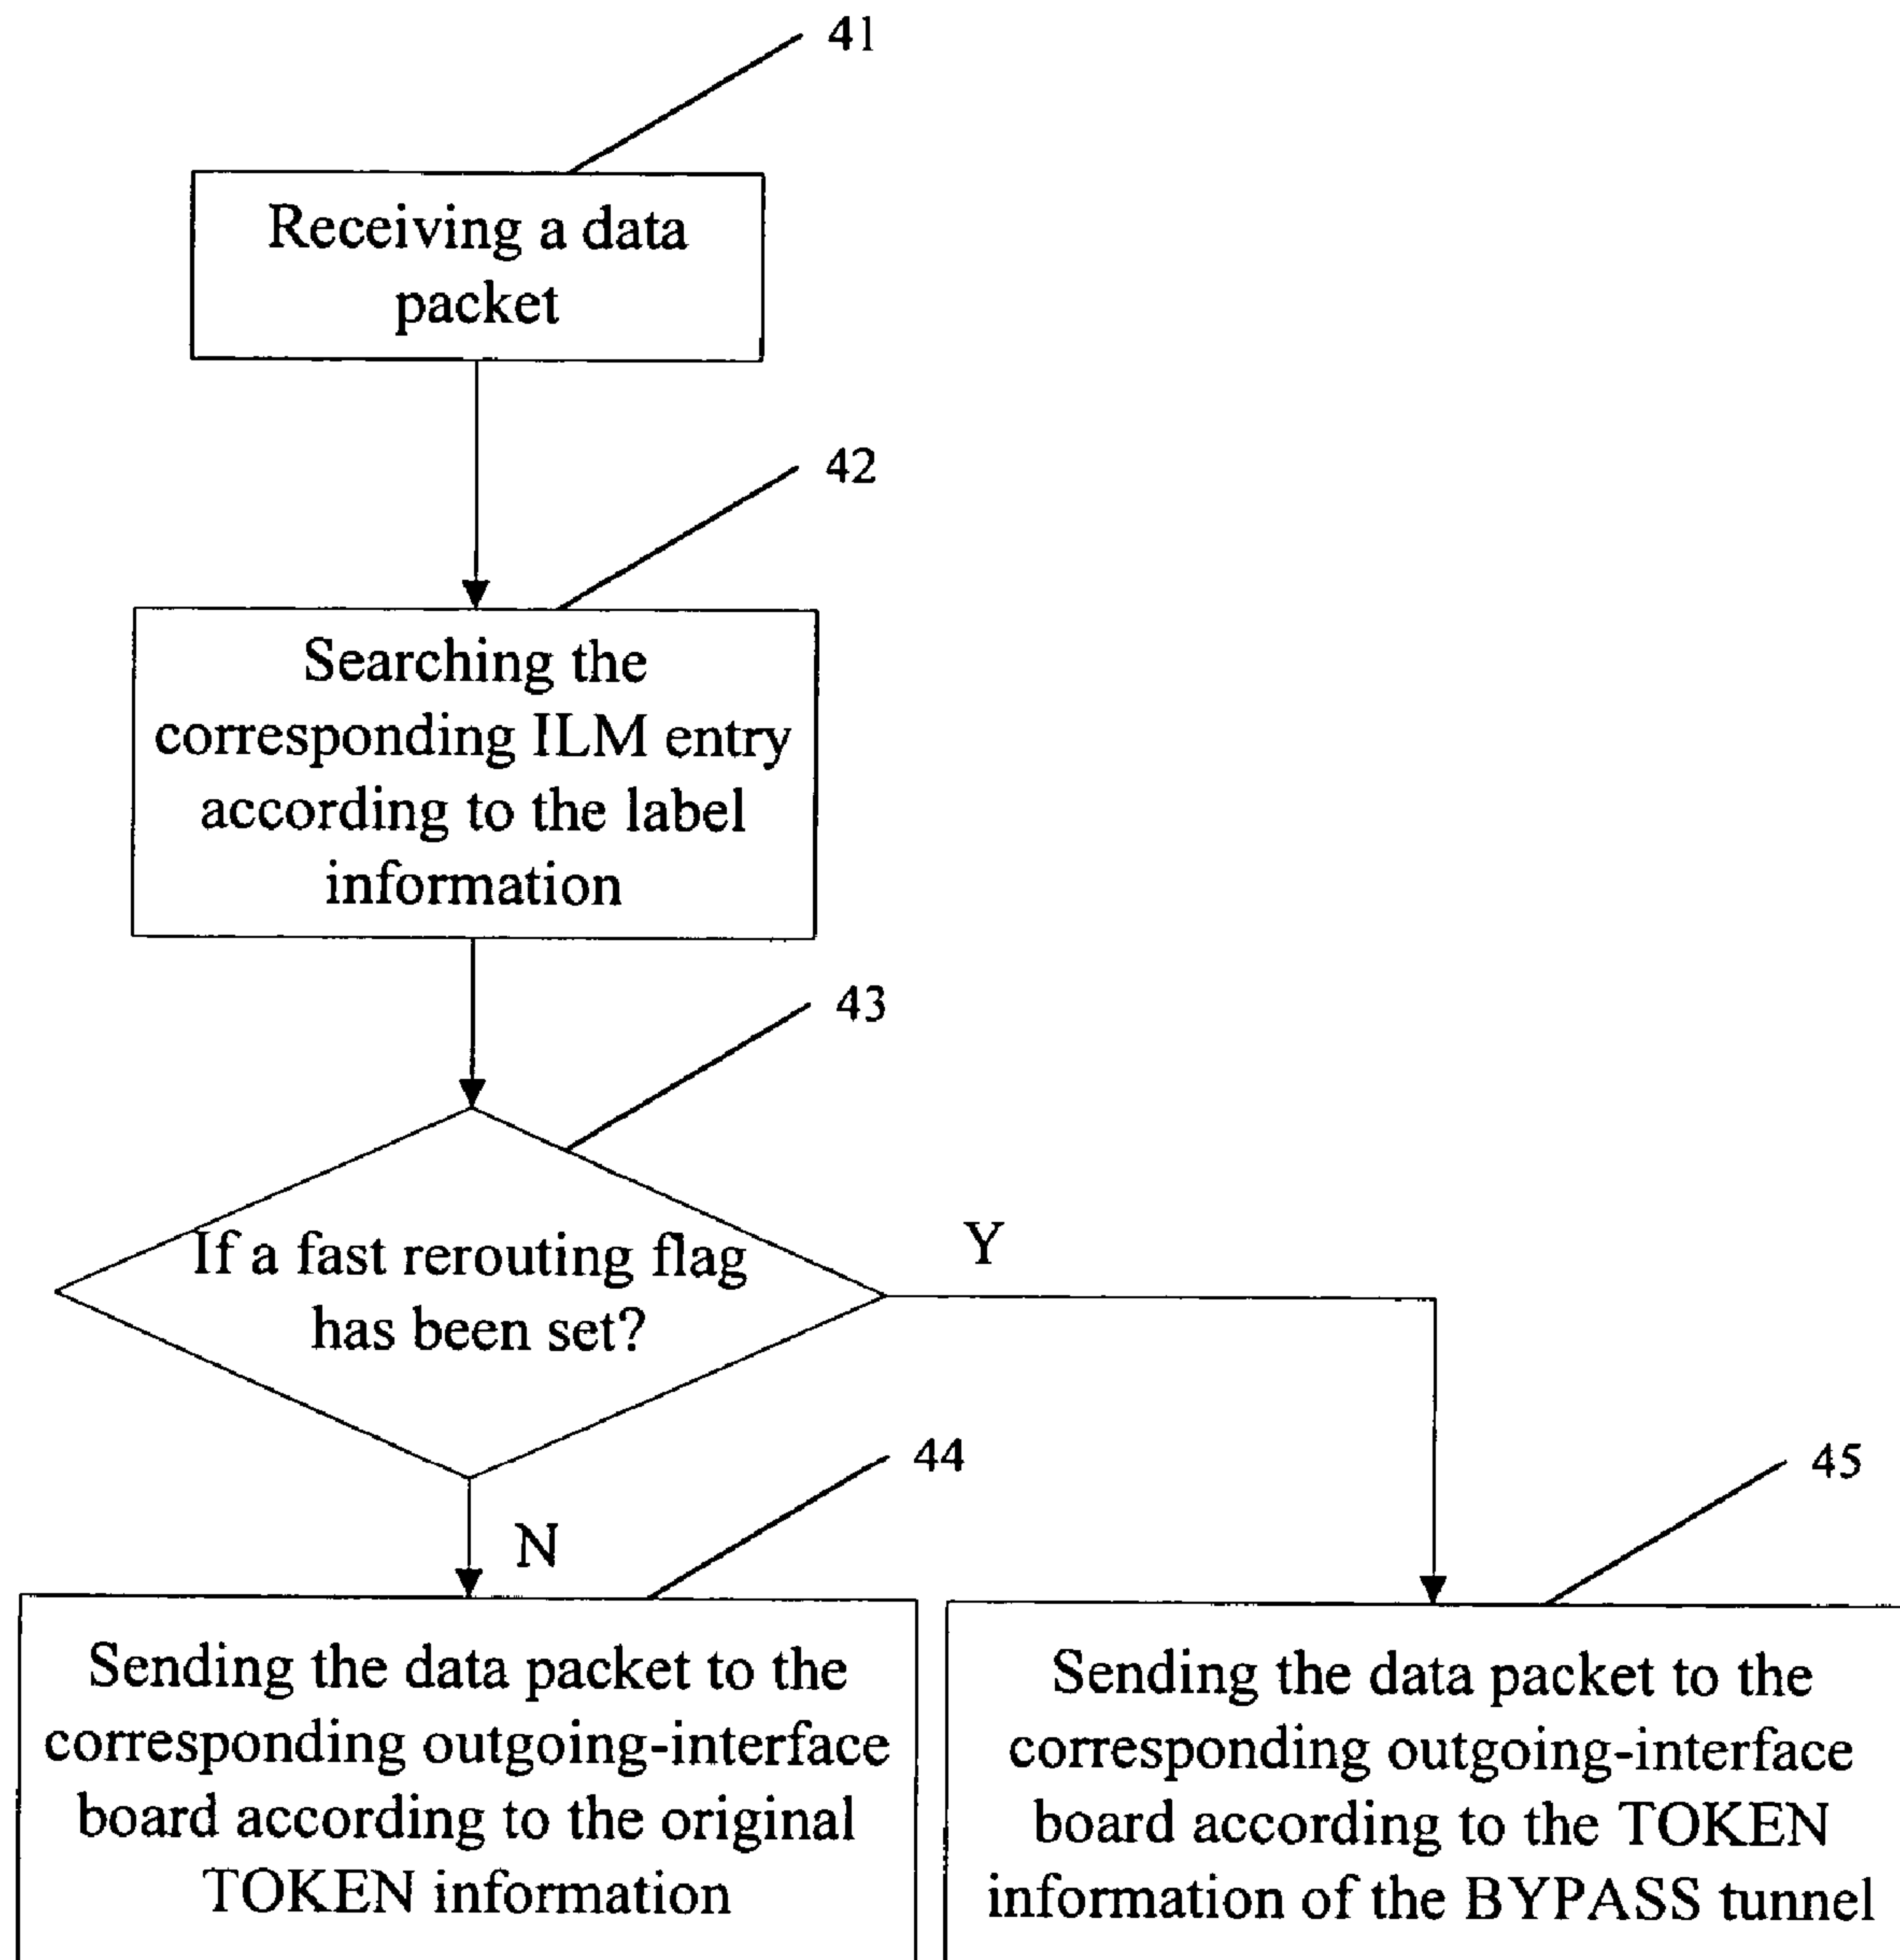 41
Receiving a data
packet
42
Searching the
corresponding ILM entry
according to the label
information
43
If a fast rerouting flag
has been set?
Y
N
44
Sending the data packet to the
corresponding outgoing-interface
board according to the original
TOKEN information
45
Sending the data packet to the
corresponding outgoing-interface
board according to the TOKEN
information of the BYPASS tunnel